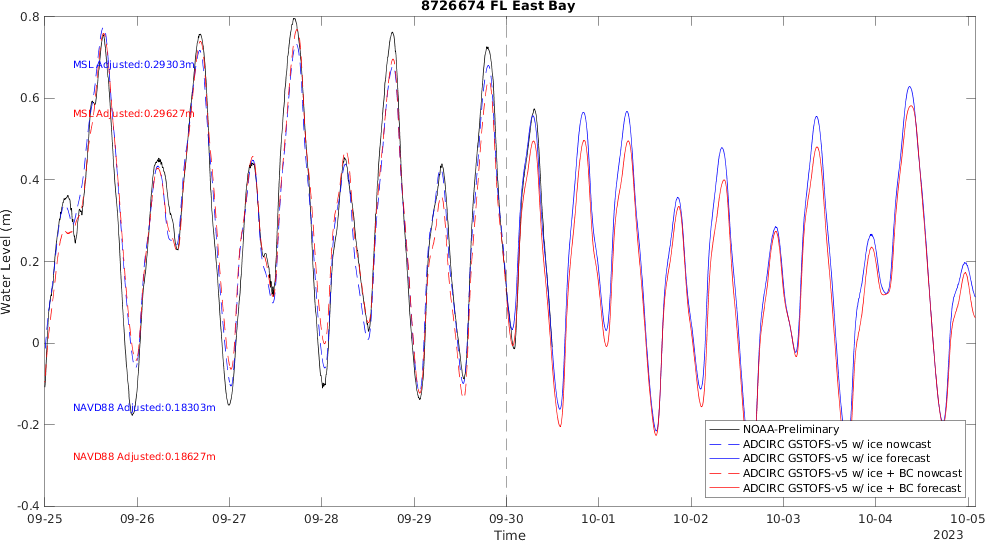 8726674 FL East Bay
0.8
0.6
0.4
0.2
0
-0.2
-0.4
Water Level (m)
MSL Adjusted:0.29303m
MSL Adjusted:0.29627m
NAVD88 Adjusted:0.18303m
NAVD88 Adjusted:0.18627m
NOAA-Preliminary
ADCIRC GSTOFS-v5 w/ ice nowcast
ADCIRC GSTOFS-v5 w/ ice forecast
ADCIRC GSTOFS-v5 w/ ice + BC nowcast
ADCIRC GSTOFS-v5 w/ ice + BC forecast
09-25 09-26 09-27 09-28 09-29 09-30 10-01 10-02 10-03 10-04 10-05
Time
2023